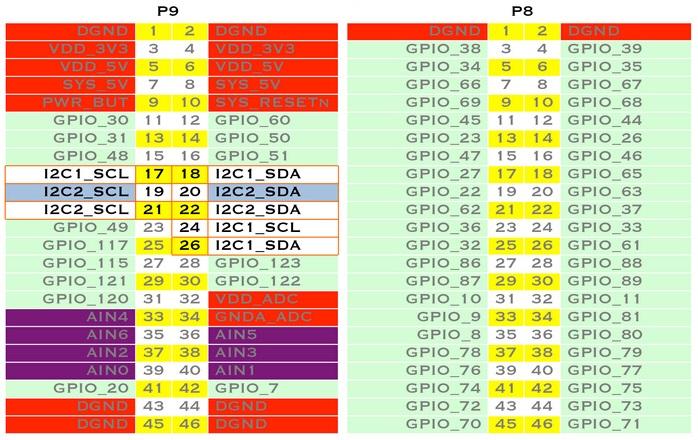 P9 P8
DGND 1 2 DGND DGND 1 2 DGND
VDD_3V3 3 4 VDD_3V3 GPIO_38 3 4 GPIO_39
VDD_5V 5 6 VDD_5V GPIO_34 5 6 GPIO_35
SYS_5V 7 8 SYS_5V GPIO_66 7 8 GPIO_67
PWR_BUT 9 10 SYS_RESETN GPIO_69 9 10 GPIO_68
GPIO_30 11 12 GPIO_60 GPIO_45 11 12 GPIO_44
GPIO_31 13 14 GPIO_50 GPIO_23 13 14 GPIO_26
GPIO_48 15 16 GPIO_51 GPIO_47 15 16 GPIO_46
I2C1_SCL 17 18 I2C1_SDA GPIO_27 17 18 GPIO_65
I2C2_SCL 19 20 I2C2_SDA GPIO_22 19 20 GPIO_63
I2C2_SCL 21 22 I2C2_SDA GPIO_62 21 22 GPIO_37
GPIO_49 23 24 I2C1_SCL GPIO_36 23 24 GPIO_33
GPIO_117 25 26 I2C1_SDA GPIO_32 25 26 GPIO_61
GPIO_115 27 28 GPIO_123 GPIO_86 27 28 GPIO_88
GPIO_121 29 30 GPIO_122 GPIO_87 29 30 GPIO_89
GPIO_120 31 32 VDD_ADC GPIO_10 31 32 GPIO_11
AIN4 33 34 GNDA_ADC GPIO_9 33 34 GPIO_81
AIN6 35 36 AIN5 GPIO_8 35 36 GPIO_80
AIN2 37 38 AIN3 GPIO_78 37 38 GPIO_79
AIN0 39 40 AIN1 GPIO_76 39 40 GPIO_77
GPIO_20 41 42 GPIO_7 GPIO_74 41 42 GPIO_75
DGND 43 44 DGND GPIO_72 43 44 GPIO_73
DGND 45 46 DGND GPIO_70 45 46 GPIO_71